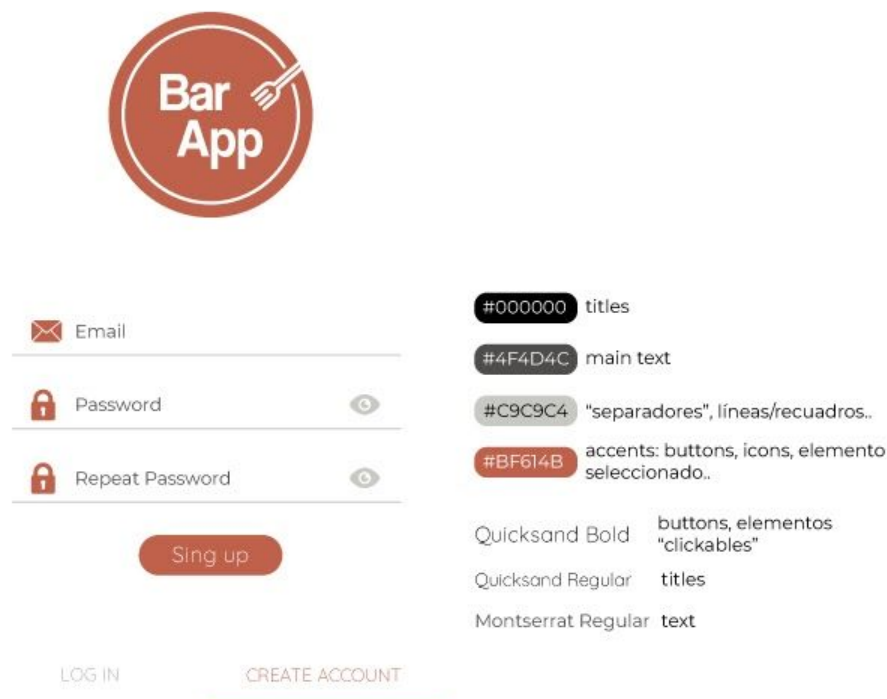 Bar
App
Email
Password
Repeat Password
Sing up
LOG IN
CREATE ACCOUNT
#000000 titles
#4F4D4C main text
#C9C9C4 “separadores”, líneas/recuadros..
#BF614B accents: buttons, icons, elemento
seleccionado..
Quicksand Bold buttons, elementos
“clickables”
Quicksand Regular titles
Montserrat Regular text